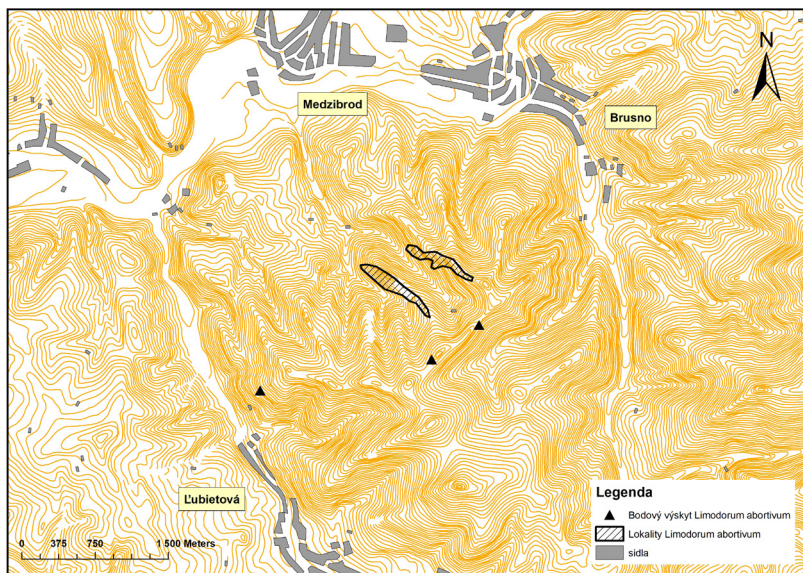 N
Medzibrod
Brusno
Ľubietová
0 375 750 1 500 Meters
Legenda
Bodový výskyt Limodorum abortivum
Lokality Limodorum abortivum
sídla